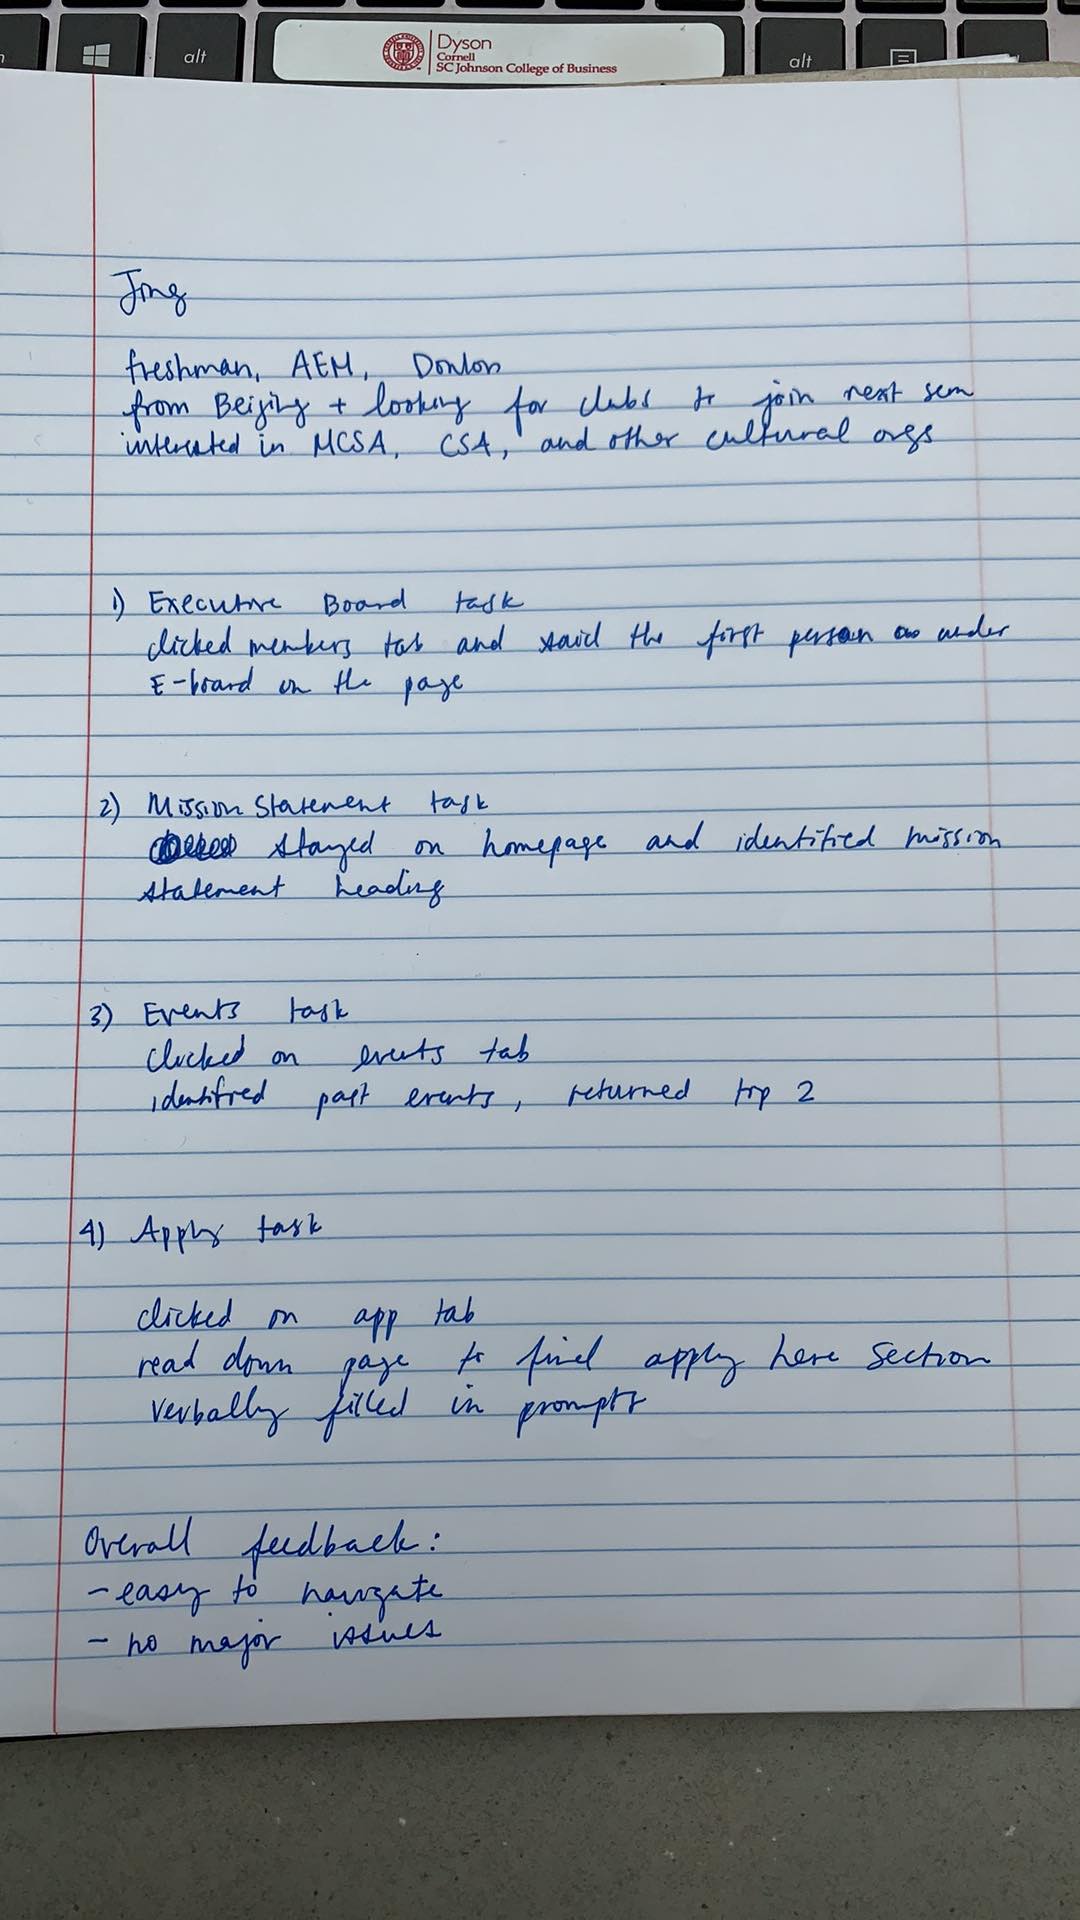 alt
Dyson
Cornell
SC Johnson College of Business
alt
Jing
freshman, AEM, Donlon
from Beijing + looking for clubs to join next sem
interested in MCSA, CSA, and other cultural orgs
1) Executive Board task
clicked members tab and said the first person under
E-board on the page
2) Mission Statement task
stayed on homepage and identified mission
statement heading
3) Events task
clicked on events tab
identified past events, returned top 2
4) Apply task
clicked on app tab
read down page to find apply here section
verbally filled in prompts
Overall feedback:
- easy to navigate
- no major issues